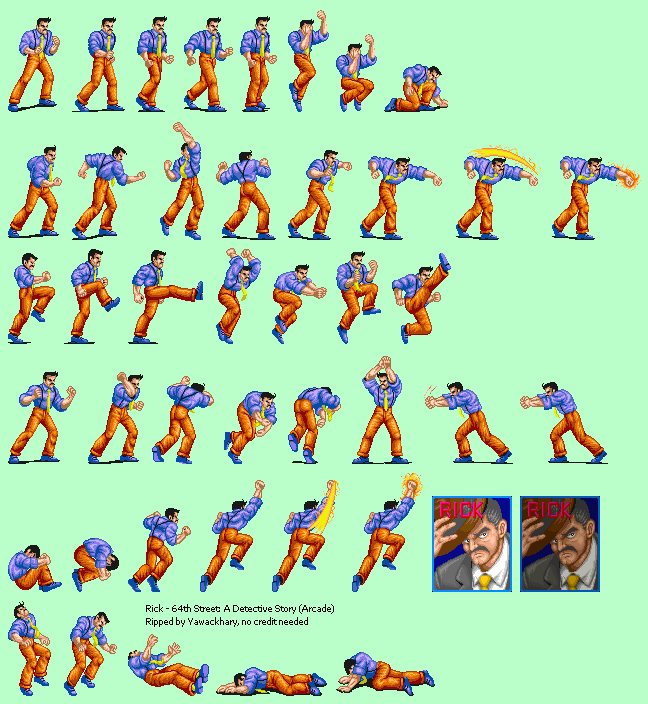 RICK
RICK
Rick - 64th Street: A Detective Story (Arcade)
Ripped by Yawackhary, no credit needed